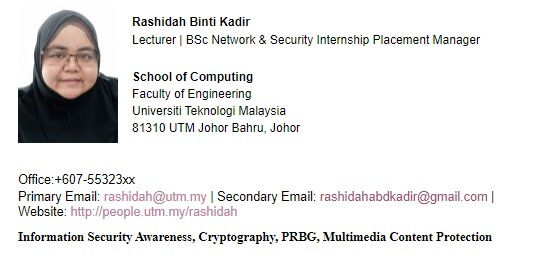 Rashidah Binti Kadir
Lecturer | BSc Network & Security Internship Placement Manager
School of Computing
Faculty of Engineering
Universiti Teknologi Malaysia
81310 UTM Johor Bahru, Johor
Office:+607-55323xx
Primary Email: rashidah@utm.my | Secondary Email: rashidahabdkadir@gmail.com |
Website: http://people.utm.my/rashidah
Information Security Awareness, Cryptography, PRBG, Multimedia Content Protection